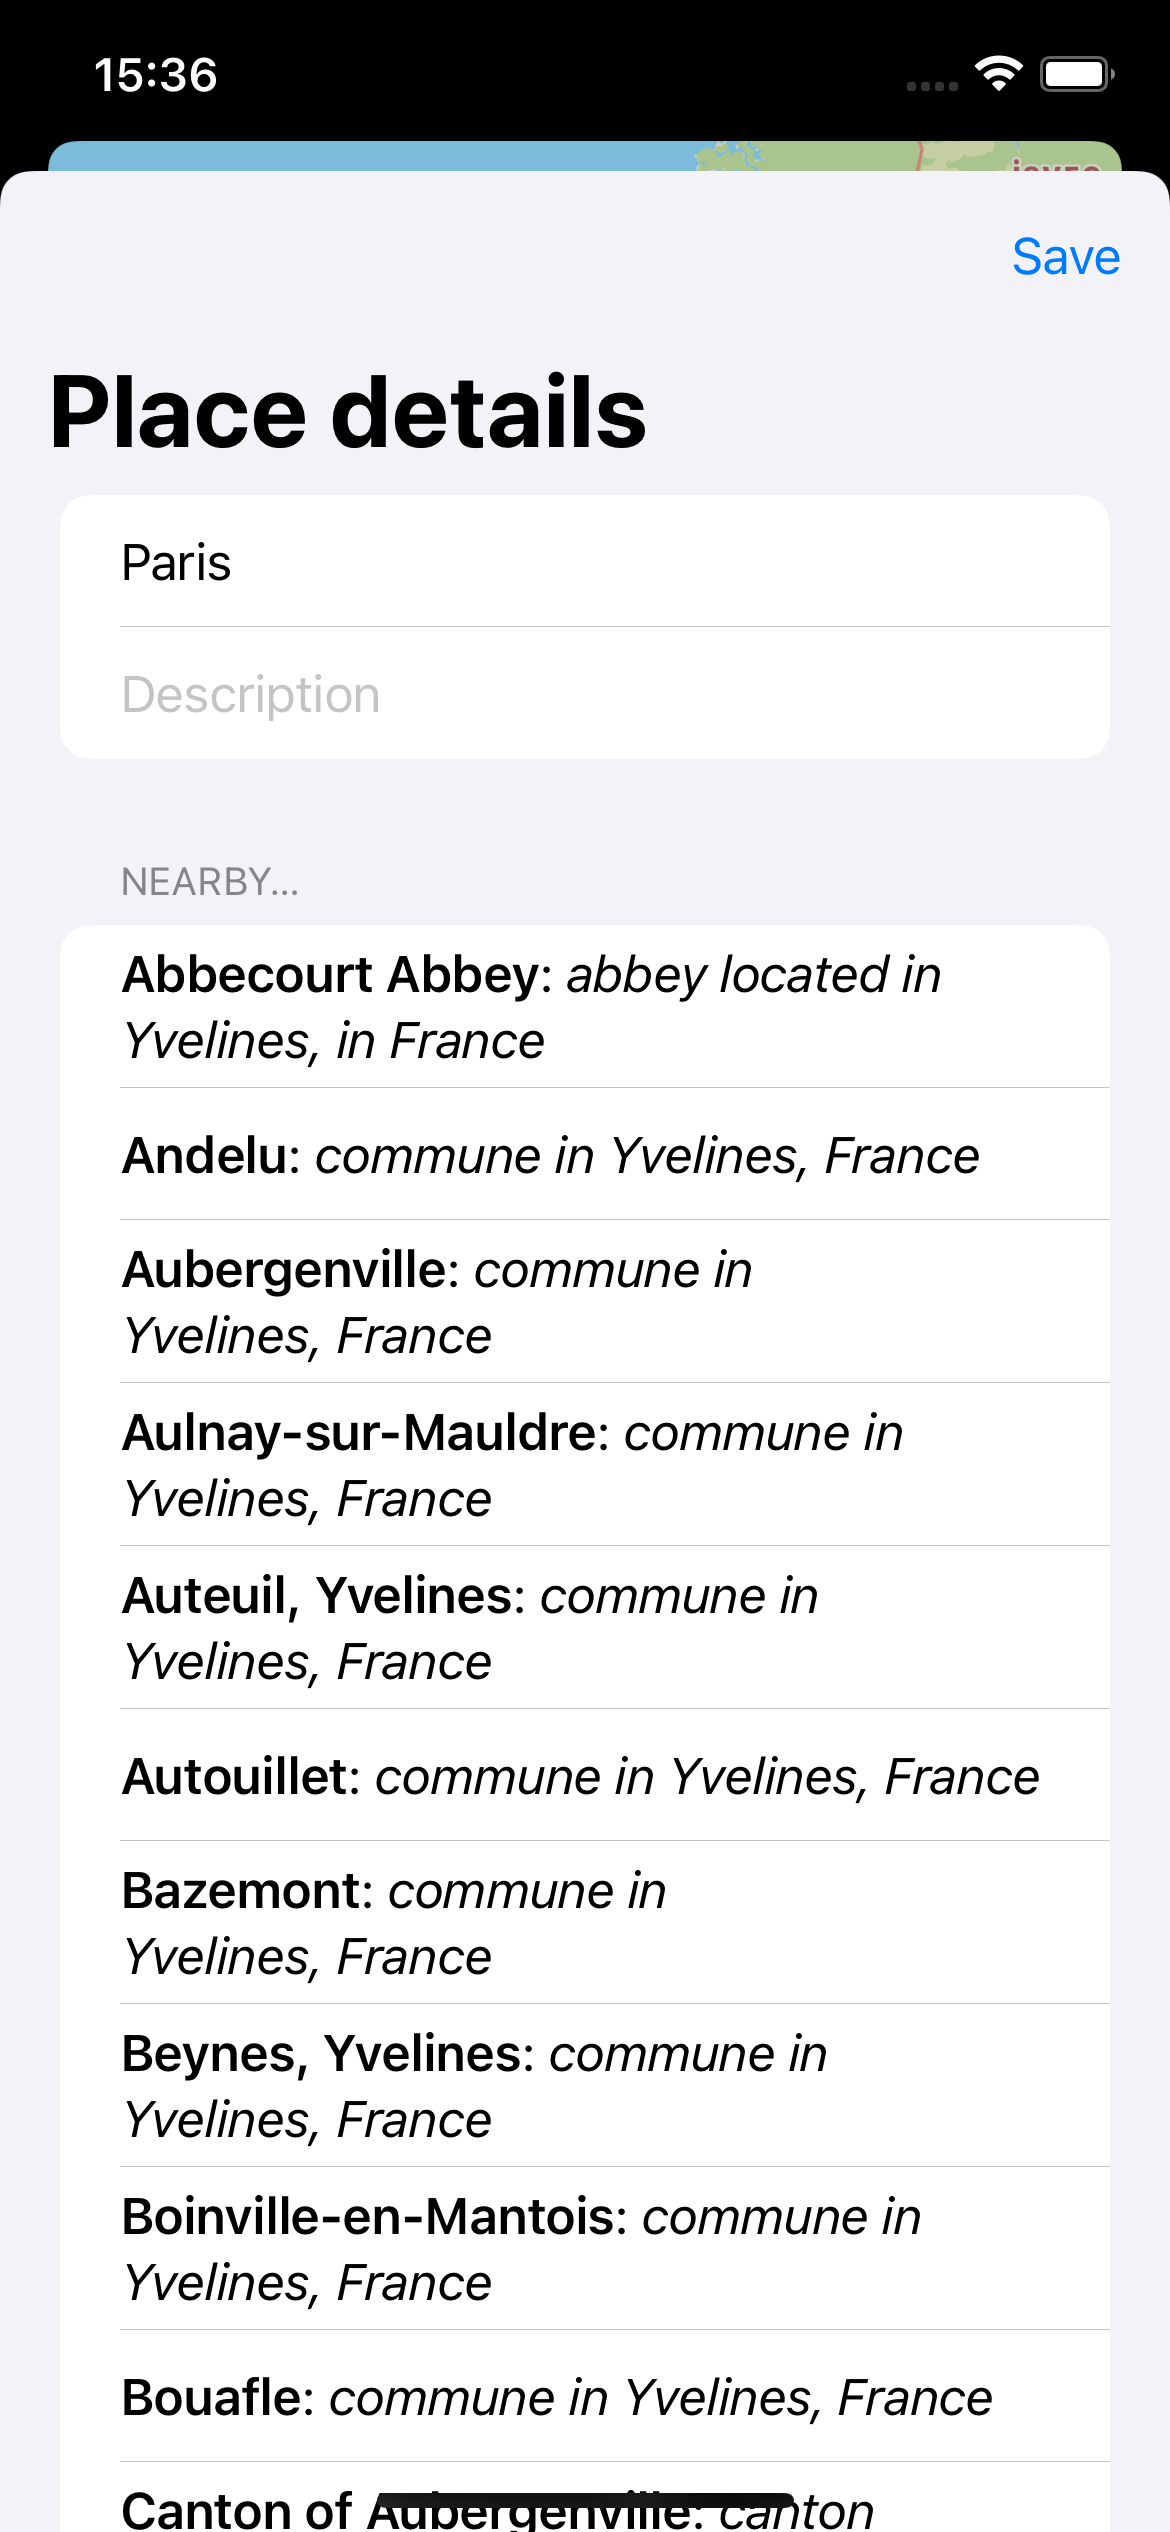 15:36
Save
Place details
Paris
Description
NEARBY...
Abbecourt Abbey: abbey located in
Yvelines, in France
Andelu: commune in Yvelines, France
Aubergenville: commune in
Yvelines, France
Aulnay-sur-Mauldre: commune in
Yvelines, France
Auteuil, Yvelines: commune in
Yvelines, France
Autouillet: commune in Yvelines, France
Bazemont: commune in
Yvelines, France
Beynes, Yvelines: commune in
Yvelines, France
Boinville-en-Mantois: commune in
Yvelines, France
Bouafle: commune in Yvelines, France
Canton of Aubergenville: canton